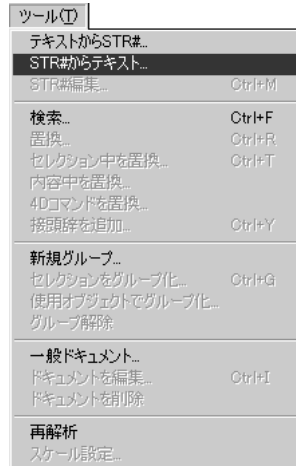 ツール(T)
テキストからSTR#...
STR#からテキスト...
STR#編集... Ctrl+M
検索... Ctrl+F
置換... Ctrl+R
セレクション中を置換... Ctrl+T
内容中を置換...
4Dコマンドを置換...
接頭辞を追加... Ctrl+Y
新規グループ...
セレクションをグループ化... Ctrl+G
使用オブジェクトでグループ化...
グループ解除
一般ドキュメント...
ドキュメントを編集... Ctrl+I
ドキュメントを削除
再解析
スケール設定...